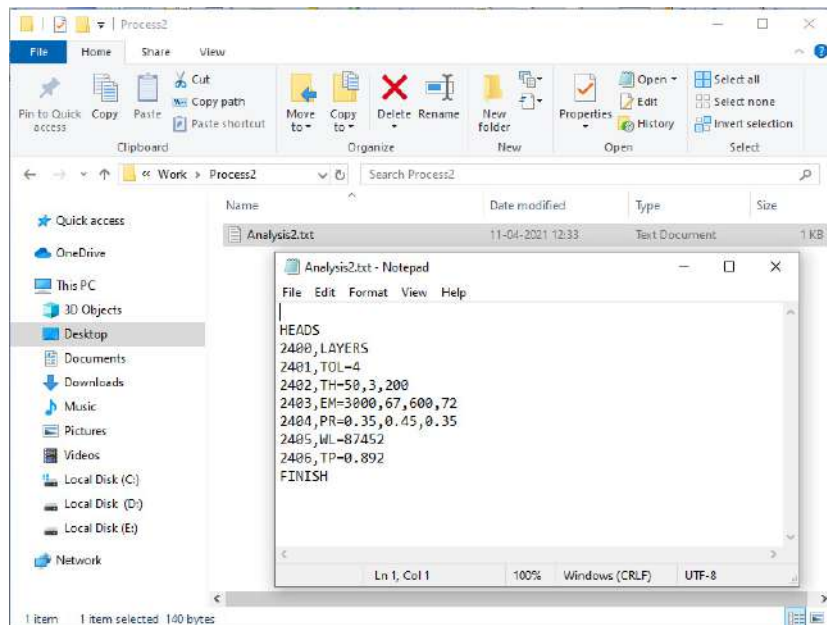 Process2
File Home Share View
Pin to Quick access
Copy
Paste
Cut
Copy path
Paste shortcut
Clipboard
Move to
Copy to
Delete
Rename
Organize
New folder
New
Properties
Open
Edit
History
Open
Select all
Select none
Invert selection
Select
« Work > Process2
Search Process2
Name Date modified Type Size
Analysis2.txt 11-04-2021 12:33 Text Document 1 KB
Quick access
OneDrive
This PC
3D Objects
Desktop
Documents
Downloads
Music
Pictures
Videos
Local Disk (C:)
Local Disk (D:)
Local Disk (E:)
Network
Analysis2.txt - Notepad
File Edit Format View Help
HEADS
2400,LAYERS
2401,TOL=4
2402,TH=50,3,200
2403,EM=3000,67,600,72
2404,PR=0.35,0.45,0.35
2405,WL=87452
2406,TP=0.892
FINISH
Ln 1, Col 1 100% Windows (CRLF) UTF-8
1 item 1 item selected 140 bytes